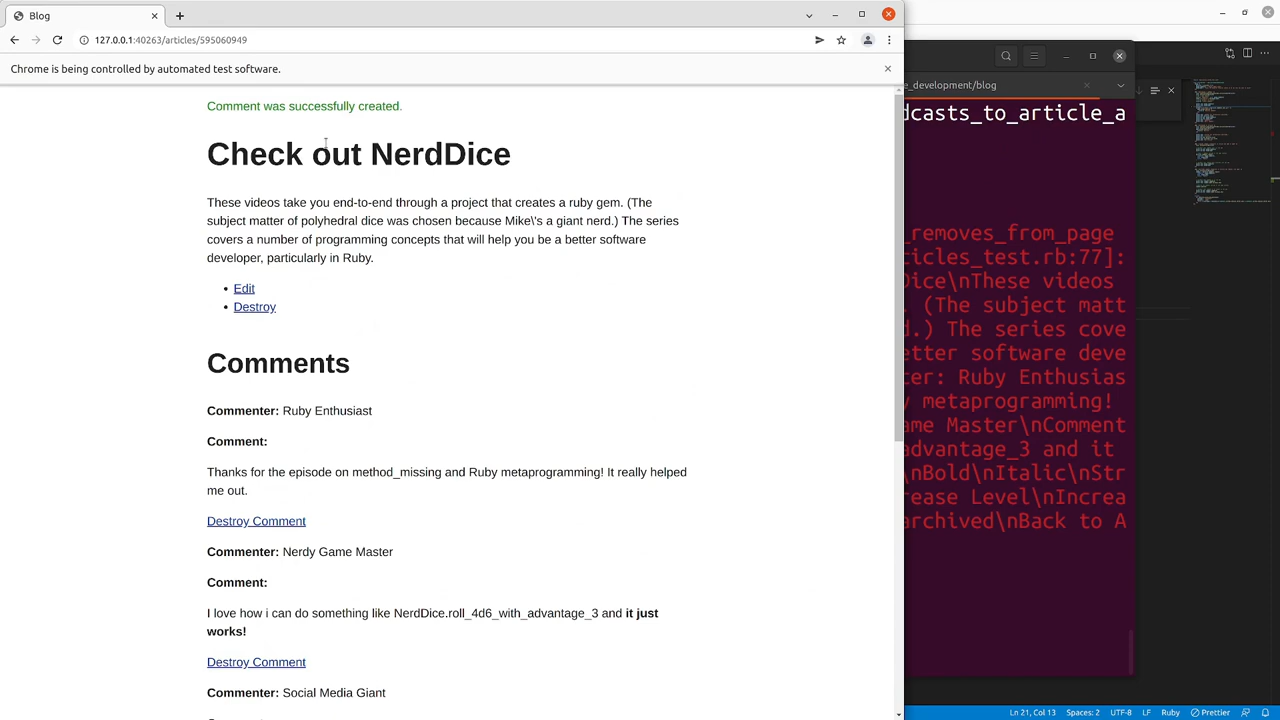 Blog
127.0.0.1:40263/articles/595060949
Chrome is being controlled by automated test software.
Comment was successfully created.
Check out NerdDice
These videos take you end-to-end through a project that creates a ruby gem. (The
subject matter of polyhedral dice was chosen because Mike\'s a giant nerd.) The series
covers a number of programming concepts that will help you be a better software
developer, particularly in Ruby.
• Edit
• Destroy
Comments
Commenter: Ruby Enthusiast
Comment:
Thanks for the episode on method_missing and Ruby metaprogramming! It really helped
me out.
Destroy Comment
Commenter: Nerdy Game Master
Comment:
I love how i can do something like NerdDice.roll_4d6_with_advantage_3 and it just
works!
Destroy Comment
Commenter: Social Media Giant
e_development/blog
dcasts_to_article_a
_removes_from_page
icles_test.rb:77]:
Dice\nThese videos
. (The subject matt
d.) The series cove
etter software deve
ter: Ruby Enthusias
y metaprogramming!
ame Master\nComment
advantage_3 and it
\nBold\nItalic\nStr
rease Level\nIncrea
archived\nBack to A
Ln 21, Col 13 Spaces: 2 UTF-8 LF Ruby Prettier